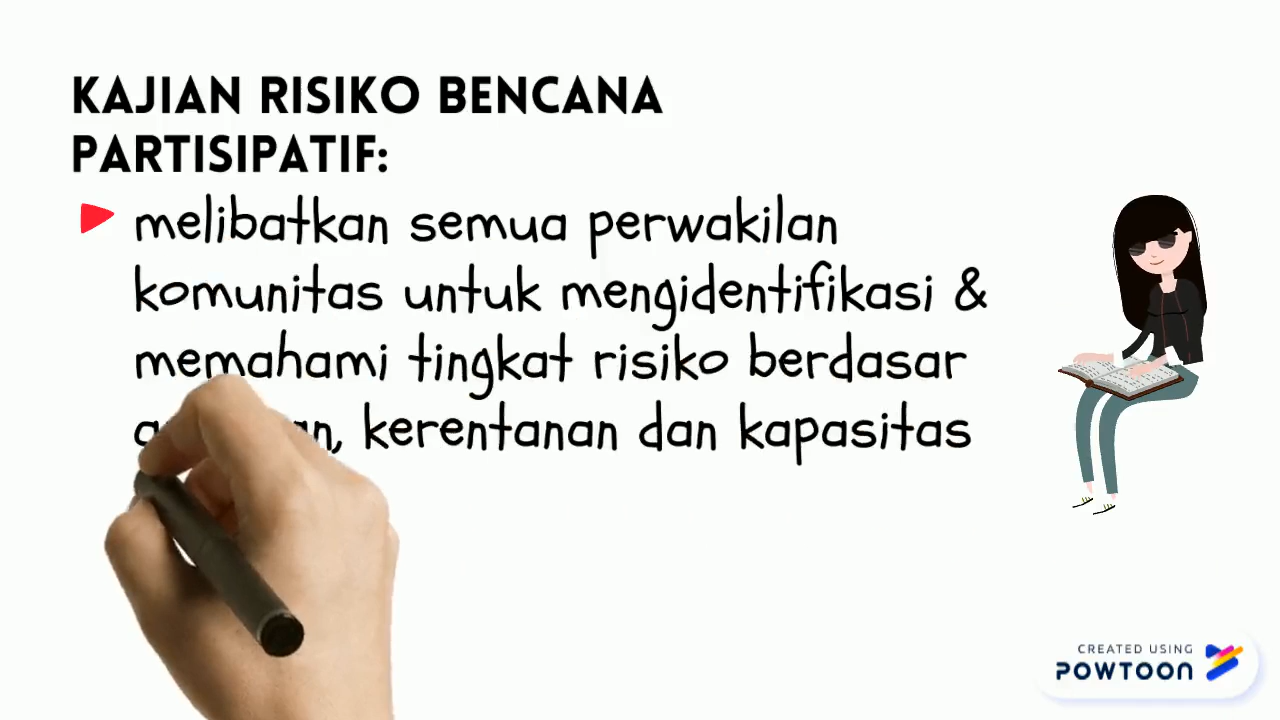 KAJIAN RISIKO BENCANA
PARTISIPATIF:
melibatkan semua perwakilan
komunitas untuk mengidentifikasi &
memahami tingkat risiko berdasar
kerentanan dan kapasitas
CREATED USING
POWTOON